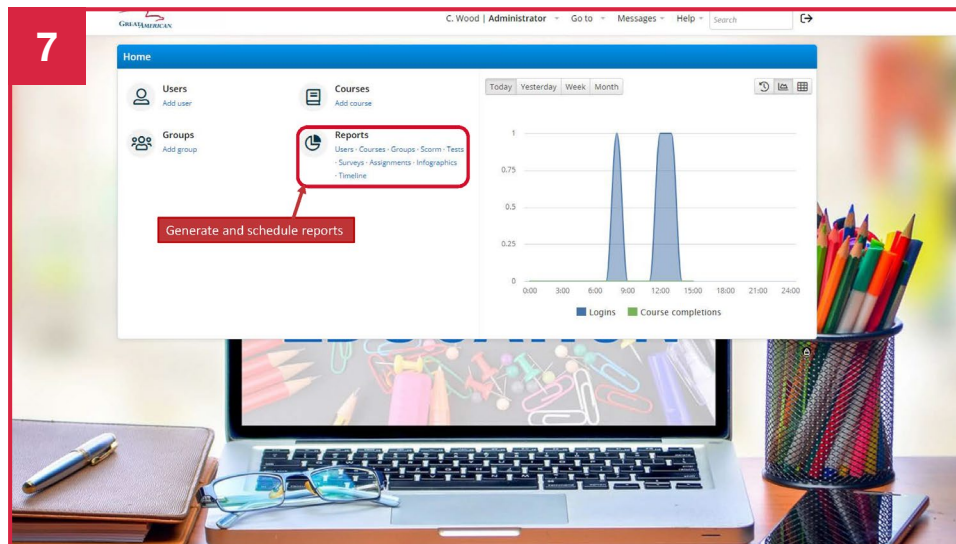 7
GREATAMERICAN.
C. Wood | Administrator Go to Messages Help Search
Home
Users
Add user
Courses
Add course
Groups
Add group
Reports
Users · Courses · Groups · Scorm · Tests
· Surveys · Assignments · Infographics
· Timeline
Generate and schedule reports
Today Yesterday Week Month
1
0.75
0.5
0.25
0
0:00 3:00 6:00 9:00 12:00 15:00 18:00 21:00 24:00
Logins Course completions
EDUCATION